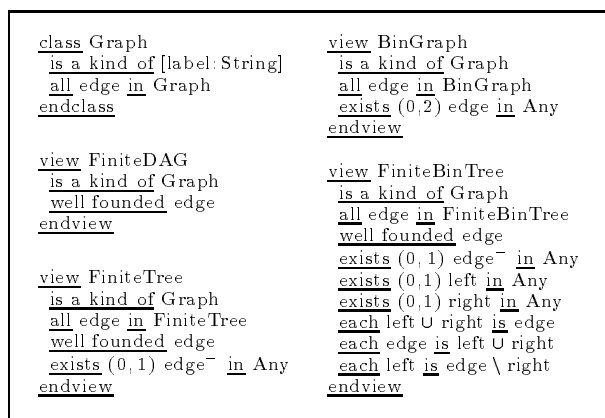 class Graph
is a kind of [label: String]
all edge in Graph
endclass
view FiniteDAG
is a kind of Graph
well founded edge
endview
view FiniteTree
is a kind of Graph
all edge in FiniteTree
well founded edge
exists (0, 1) edge⁻ in Any
endview
view BinGraph
is a kind of Graph
all edge in BinGraph
exists (0,2) edge in Any
endview
view FiniteBinTree
is a kind of Graph
all edge in FiniteBinTree
well founded edge
exists (0, 1) edge⁻ in Any
exists (0,1) left in Any
exists (0,1) right in Any
each left ∪ right is edge
each edge is left ∪ right
each left is edge \ right
endview